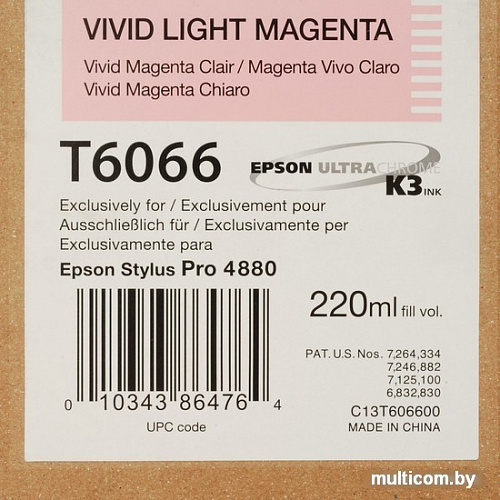 VIVID LIGHT MAGENTA
Vivid Magenta Clair / Magenta Vivo Claro
Vivid Magenta Chiaro
T6066
EPSON ULTRACHROME
K3 INK
Exclusively for / Exclusivement pour
Ausschließlich für / Exclusivamente per
Exclusivamente para
Epson Stylus Pro 4880
220ml fill vol.
PAT. U.S. Nos. 7,264,334
7,246,882
7,125,100
6,832,830
C13T606600
MADE IN CHINA
0 10343 86476 4
UPC code
multicom.by